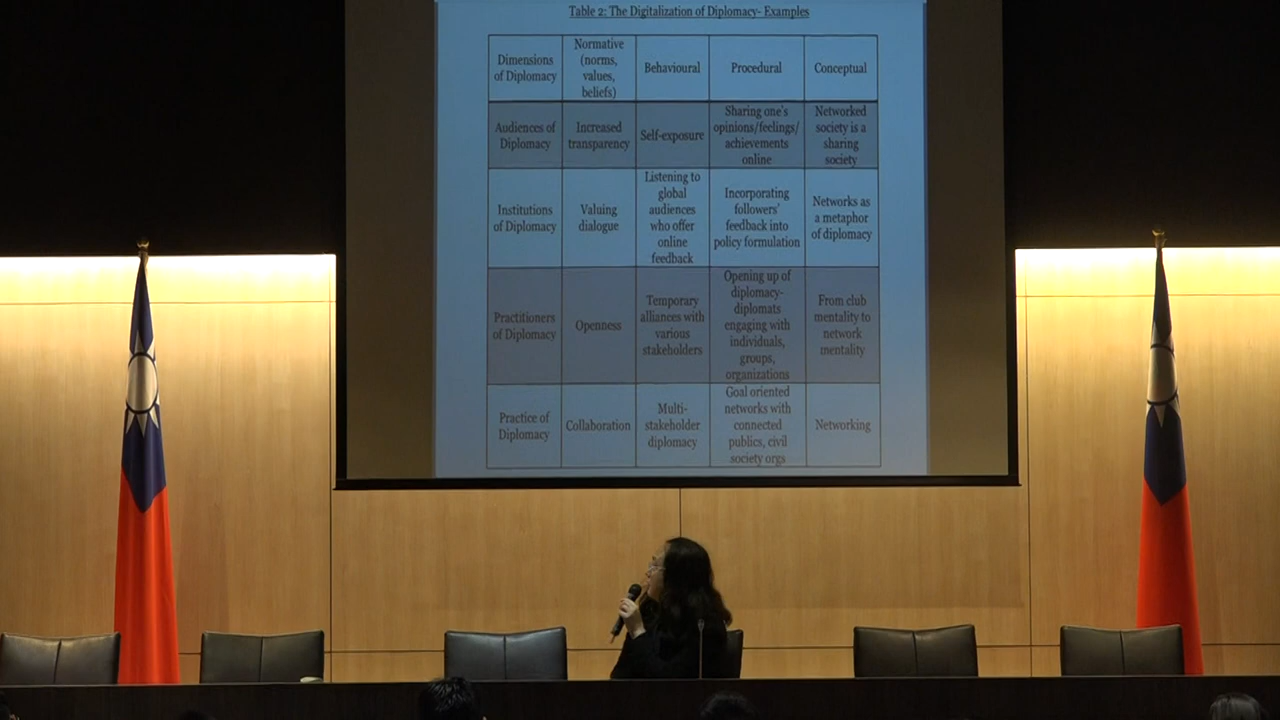 Table 2: The Digitalization of Diplomacy- Examples
Dimensions
of Diplomacy
Normative
(norms,
values,
beliefs)
Behavioural
Procedural
Conceptual
Audiences of
Diplomacy
Increased
transparency
Self-exposure
Sharing one's
opinions/feelings/
achievements
online
Networked
society is a
sharing
society
Institutions
of Diplomacy
Valuing
dialogue
Listening to
global
audiences
who offer
online
feedback
Incorporating
followers'
feedback into
policy formulation
Networks as
a metaphor
of diplomacy
Practitioners
of Diplomacy
Openness
Temporary
alliances with
various
stakeholders
Opening up of
diplomacy-
diplomats
engaging with
individuals,
groups,
organizations
From club
mentality to
network
mentality
Practice of
Diplomacy
Collaboration
Multi-
stakeholder
diplomacy
Goal oriented
networks with
connected
publics, civil
society orgs
Networking